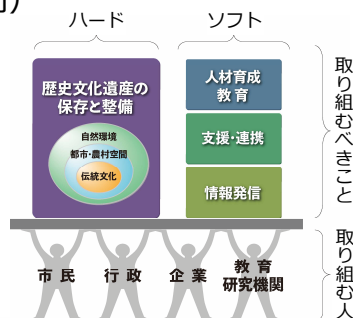 ハード
ソフト
歴史文化遺産の
保存と整備
自然環境
都市・農村空間
伝統文化
人材育成
教育
支援・連携
情報発信
取り組むべきこと
市民
行政
企業
教育
研究機関
取り組む人